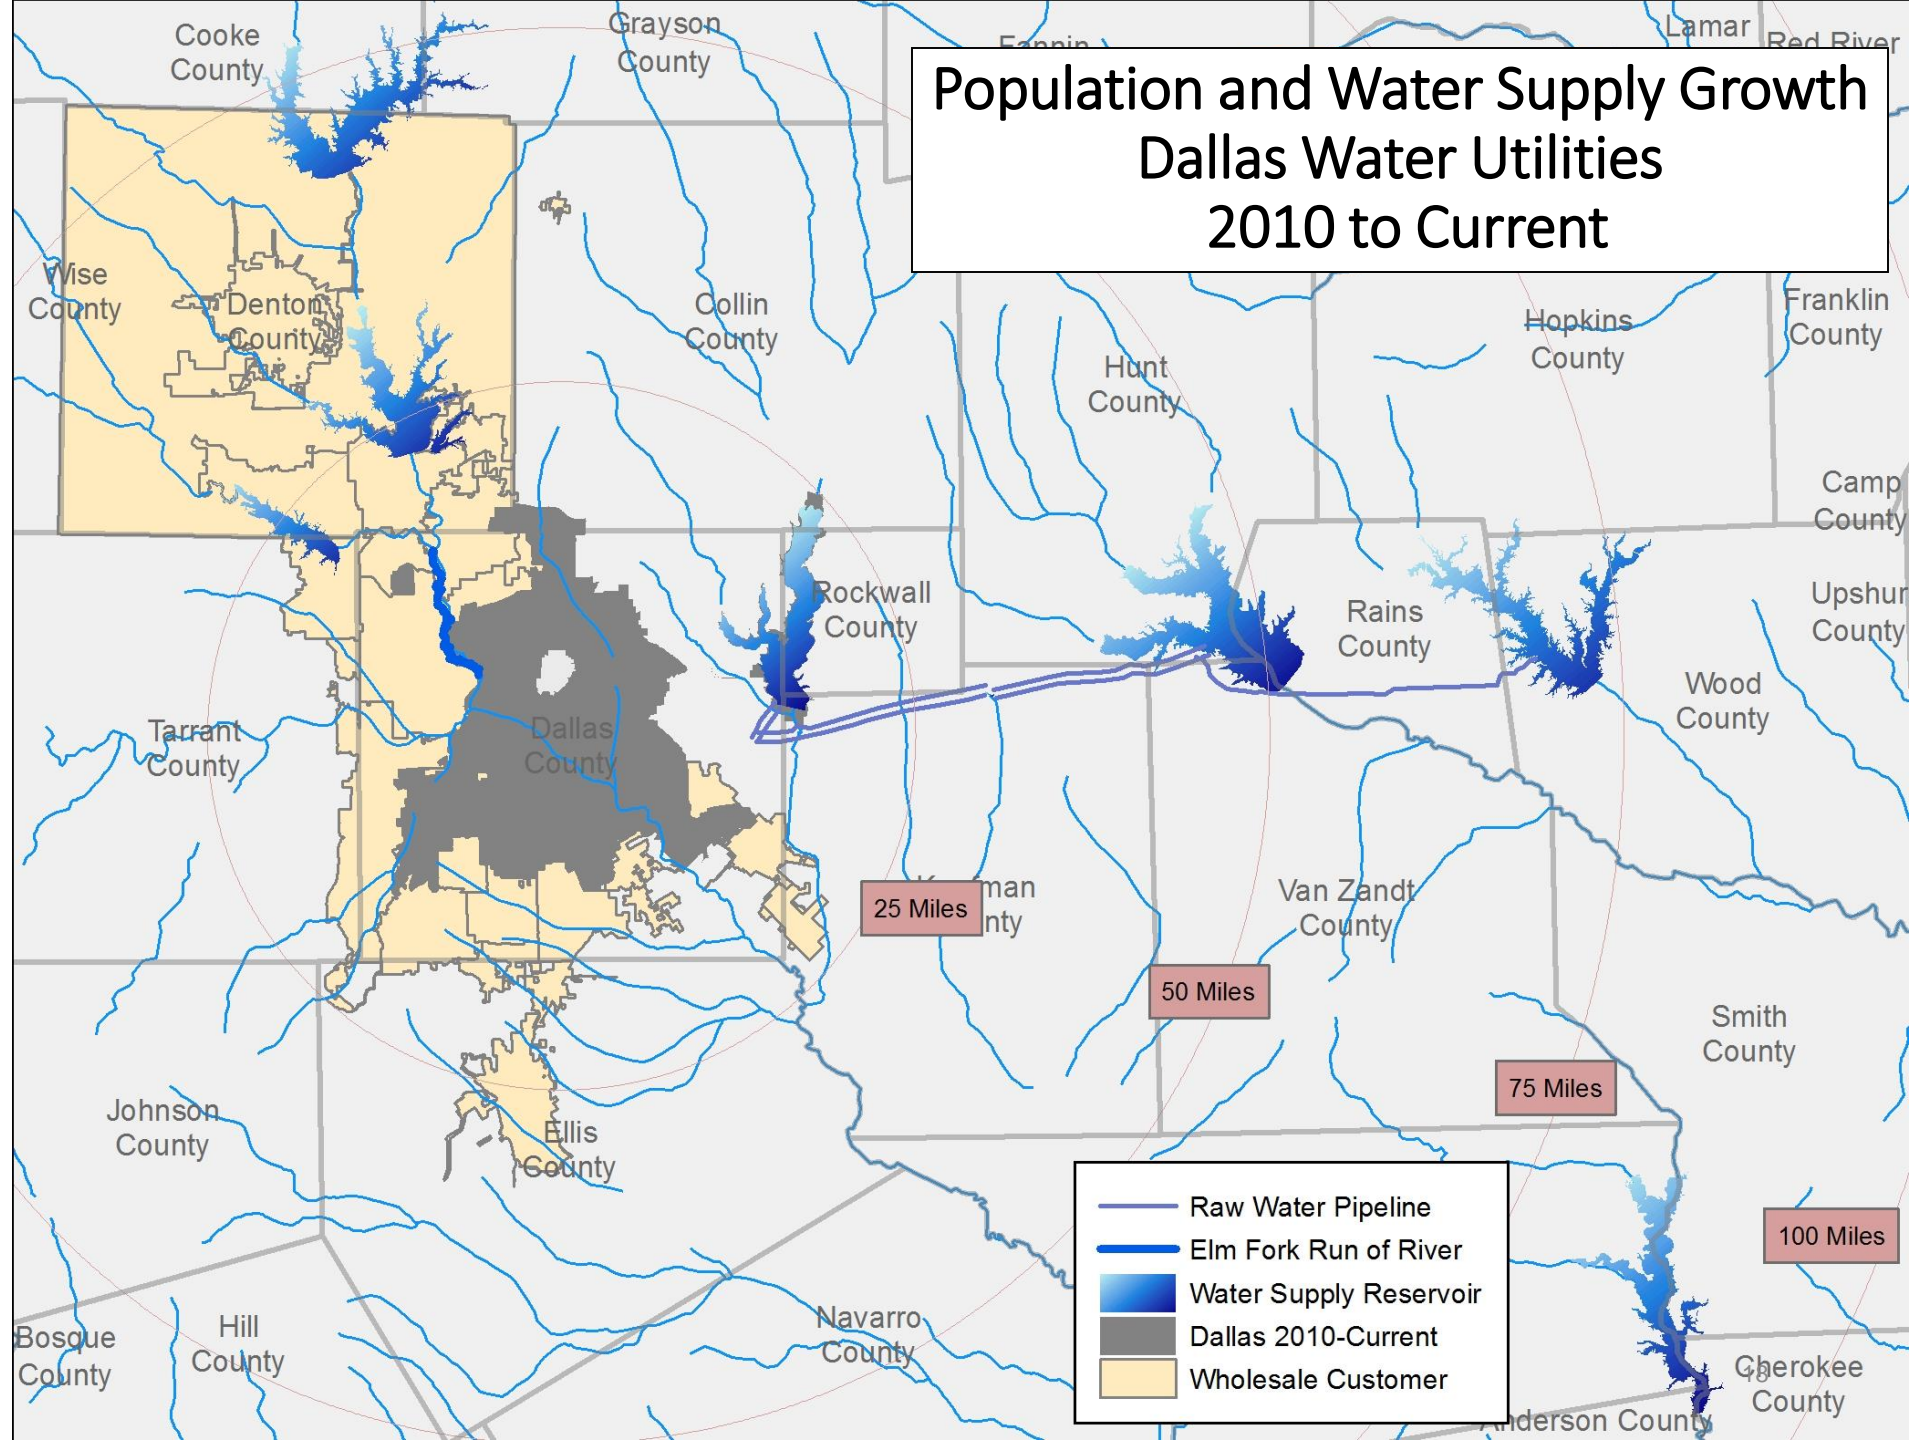 Cooke
County
Grayson
County
Fannin
Lamar
Red River
Population and Water Supply Growth
Dallas Water Utilities
2010 to Current
Wise
County
Denton
County
Collin
County
Hunt
County
Hopkins
County
Franklin
County
Camp
County
Rockwall
County
Rains
County
Upshur
County
Wood
County
Tarrant
County
Dallas
County
25 Miles
Van Zandt
County
50 Miles
Smith
County
75 Miles
Johnson
County
Ellis
County
100 Miles
Raw Water Pipeline
Elm Fork Run of River
Water Supply Reservoir
Dallas 2010-Current
Wholesale Customer
Bosque
County
Hill
County
Navarro
County
Cherokee
County
18
Anderson County